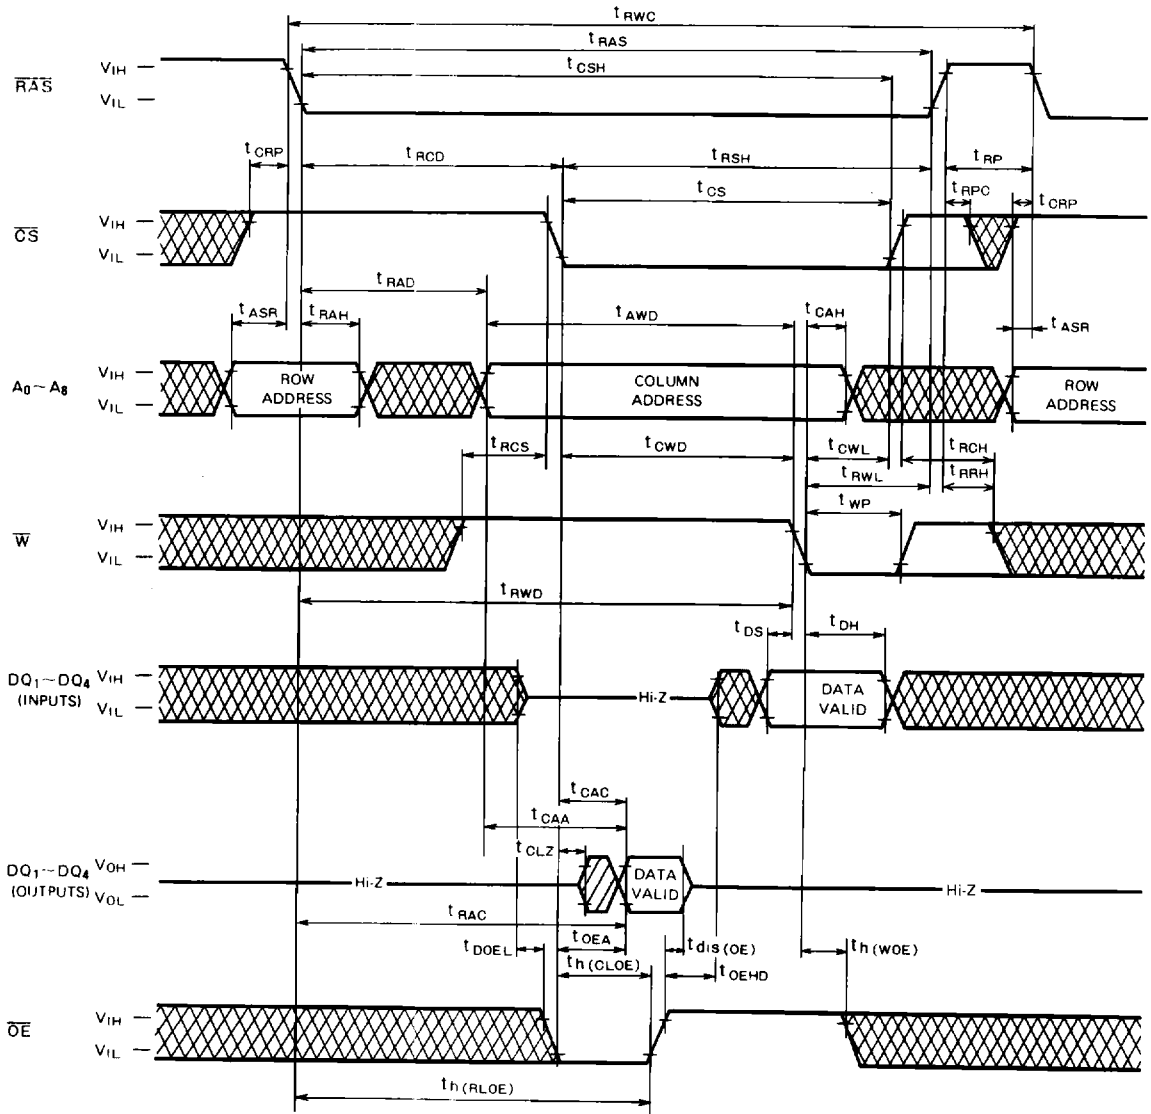 tRWC
tRAS
tCSH
RAS
VIH
VIL
tCRP
tRCD
tRSH
tRP
tCS
tRPC
tCRP
CS
VIH
VIL
tRAD
tASR
tRAH
tAWD
tCAH
tASR
A0~A8
VIH
VIL
ROW
ADDRESS
COLUMN
ADDRESS
ROW
ADDRESS
tRCS
tCWD
tCWL
tRCH
tRWL
tRRH
tWP
W
VIH
VIL
tRWD
tDS
tDH
DQ1~DQ4
(INPUTS)
VIH
VIL
Hi-Z
DATA
VALID
tCAC
tCAA
tCLZ
DQ1~DQ4
(OUTPUTS)
VOH
VOL
Hi-Z
DATA
VALID
Hi-Z
tRAC
tDOEL
tOEA
tdis(OE)
th(WOE)
th(CLOE)
tOEHD
OE
VIH
VIL
th(RLOE)